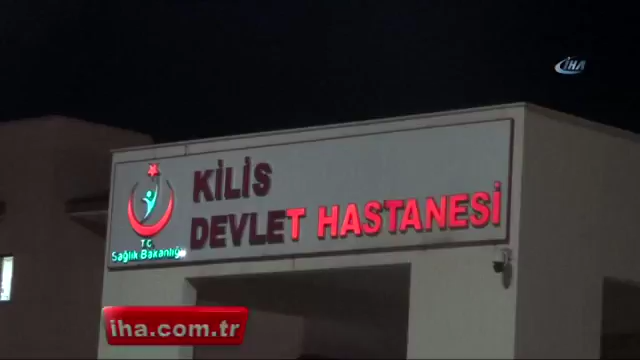 İHA
KİLİS
DEVLET HASTANESİ
T.C.
Sağlık Bakanlığı
iha.com.tr